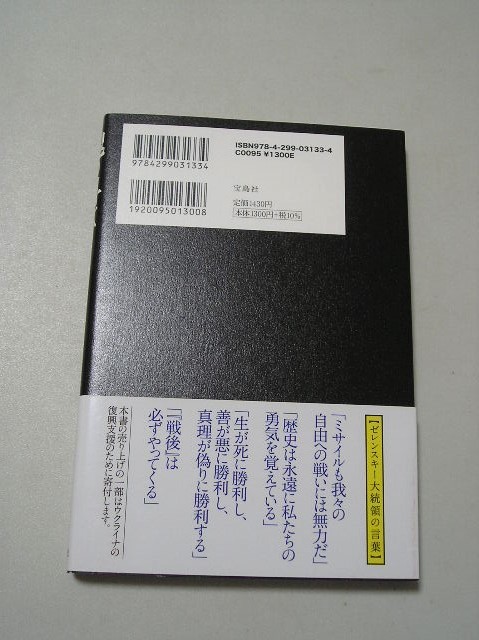 ISBN978-4-299-03133-4
C0095 ¥1300E
9784299031334
1920095013008
宝島社
定価1430円
本体1300円+税10%
【ゼレンスキー大統領の言葉】
「ミサイルも我々の
自由への戦いには無力だ」
「歴史は永遠に私たちの
勇気を覚えている」
「生が死に勝利し、
善が悪に勝利し、
真理が偽りに勝利する」
「『戦後』は
必ずやってくる」
本書の売り上げの一部はウクライナの
復興支援のために寄付します。